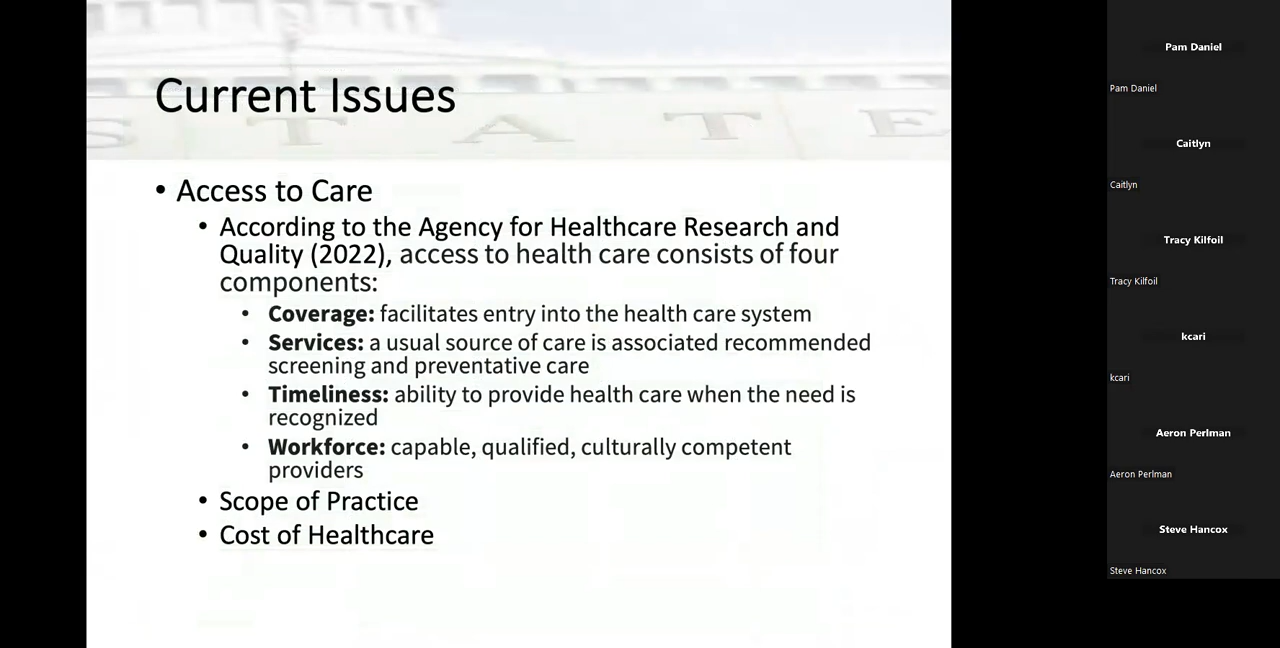 Current Issues
S T A T E
• Access to Care
• According to the Agency for Healthcare Research and
Quality (2022), access to health care consists of four
components:
• Coverage: facilitates entry into the health care system
• Services: a usual source of care is associated recommended
screening and preventative care
• Timeliness: ability to provide health care when the need is
recognized
• Workforce: capable, qualified, culturally competent
providers
• Scope of Practice
• Cost of Healthcare
Pam Daniel
Pam Daniel
Caitlyn
Caitlyn
Tracy Kilfoil
Tracy Kilfoil
kcari
kcari
Aeron Perlman
Aeron Perlman
Steve Hancox
Steve Hancox